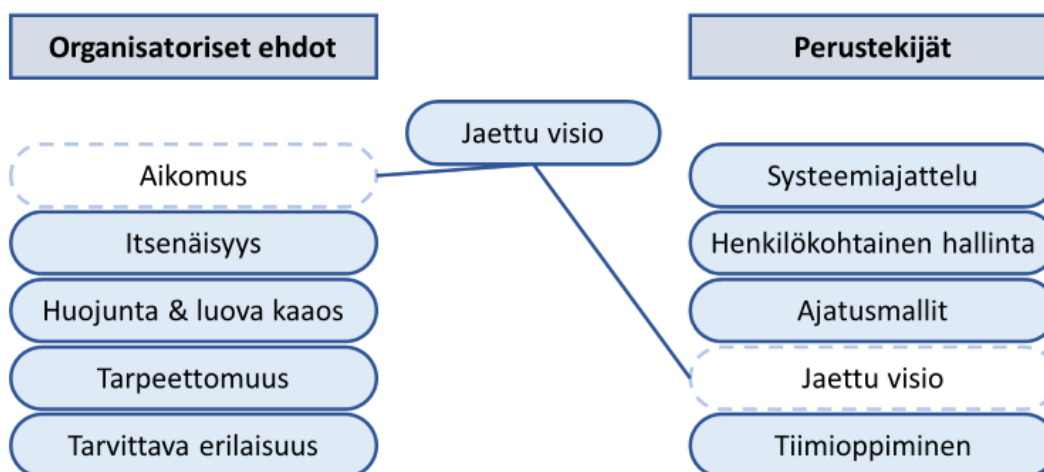 Organisatoriset ehdot
Perustekijät
Jaettu visio
Aikomus
Itsenäisyys
Huojunta & luova kaaos
Tarpeettomuus
Tarvittava erilaisuus
Systeemiajattelu
Henkilökohtainen hallinta
Ajatusmallit
Jaettu visio
Tiimioppiminen